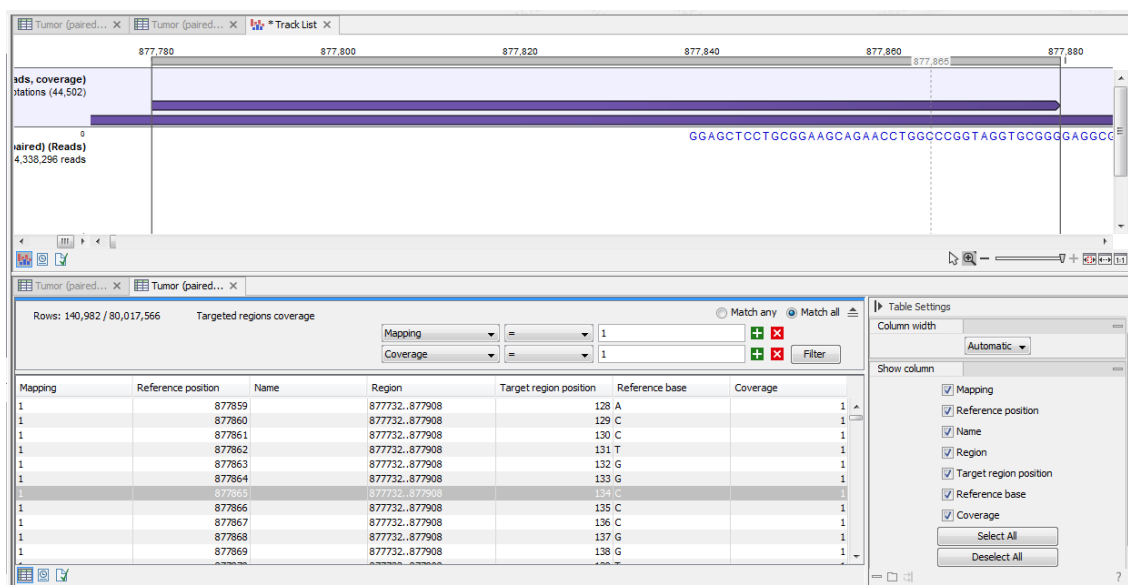 Tumor (paired... Tumor (paired... * Track List
877,780 877,800 877,820 877,840 877,860 877,880
877,865
ads, coverage)
otations (44,502)
0
GGAGCTCCTGCGGAAGCAGAACCTGGCCCGGTAGGTGCGGGGAGGCG
aired) (Reads)
4,338,296 reads
1:1
Tumor (paired... Tumor (paired...
Rows: 140,982 / 80,017,566 Targeted regions coverage Match any Match all
Mapping = 1
Coverage = 1 Filter
Mapping Reference position Name Region Target region position Reference base Coverage
1 877859 877732..877908 128 A 1
1 877860 877732..877908 129 C 1
1 877861 877732..877908 130 C 1
1 877862 877732..877908 131 T 1
1 877863 877732..877908 132 G 1
1 877864 877732..877908 133 G 1
1 877865 877732..877908 134 C 1
1 877866 877732..877908 135 C 1
1 877867 877732..877908 136 C 1
1 877868 877732..877908 137 G 1
1 877869 877732..877908 138 G 1
Table Settings
Column width
Automatic
Show column
Mapping
Reference position
Name
Region
Target region position
Reference base
Coverage
Select All
Deselect All
?